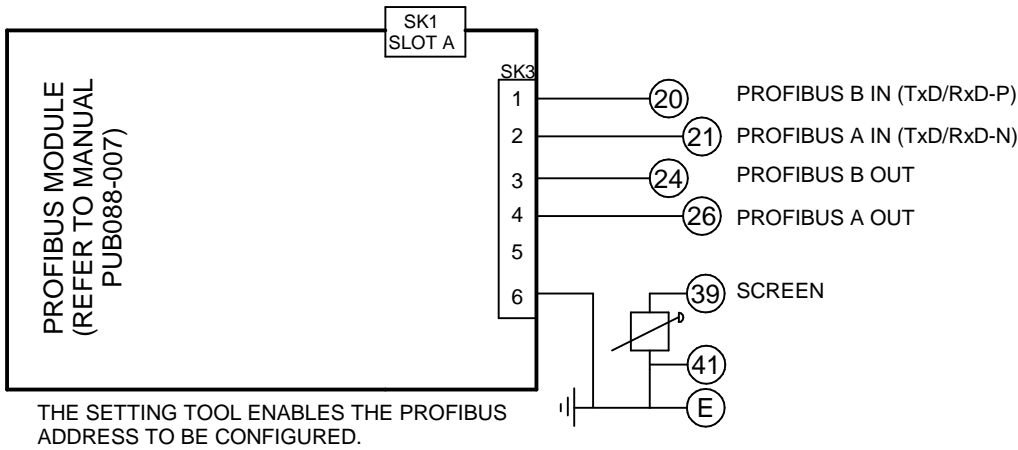 SK1
SLOT A
PROFIBUS MODULE
(REFER TO MANUAL
PUB088-007)
SK3
1
20
PROFIBUS B IN (TxD/RxD-P)
2
21
PROFIBUS A IN (TxD/RxD-N)
3
24
PROFIBUS B OUT
4
26
PROFIBUS A OUT
5
6
39
SCREEN
41
E
THE SETTING TOOL ENABLES THE PROFIBUS
ADDRESS TO BE CONFIGURED.